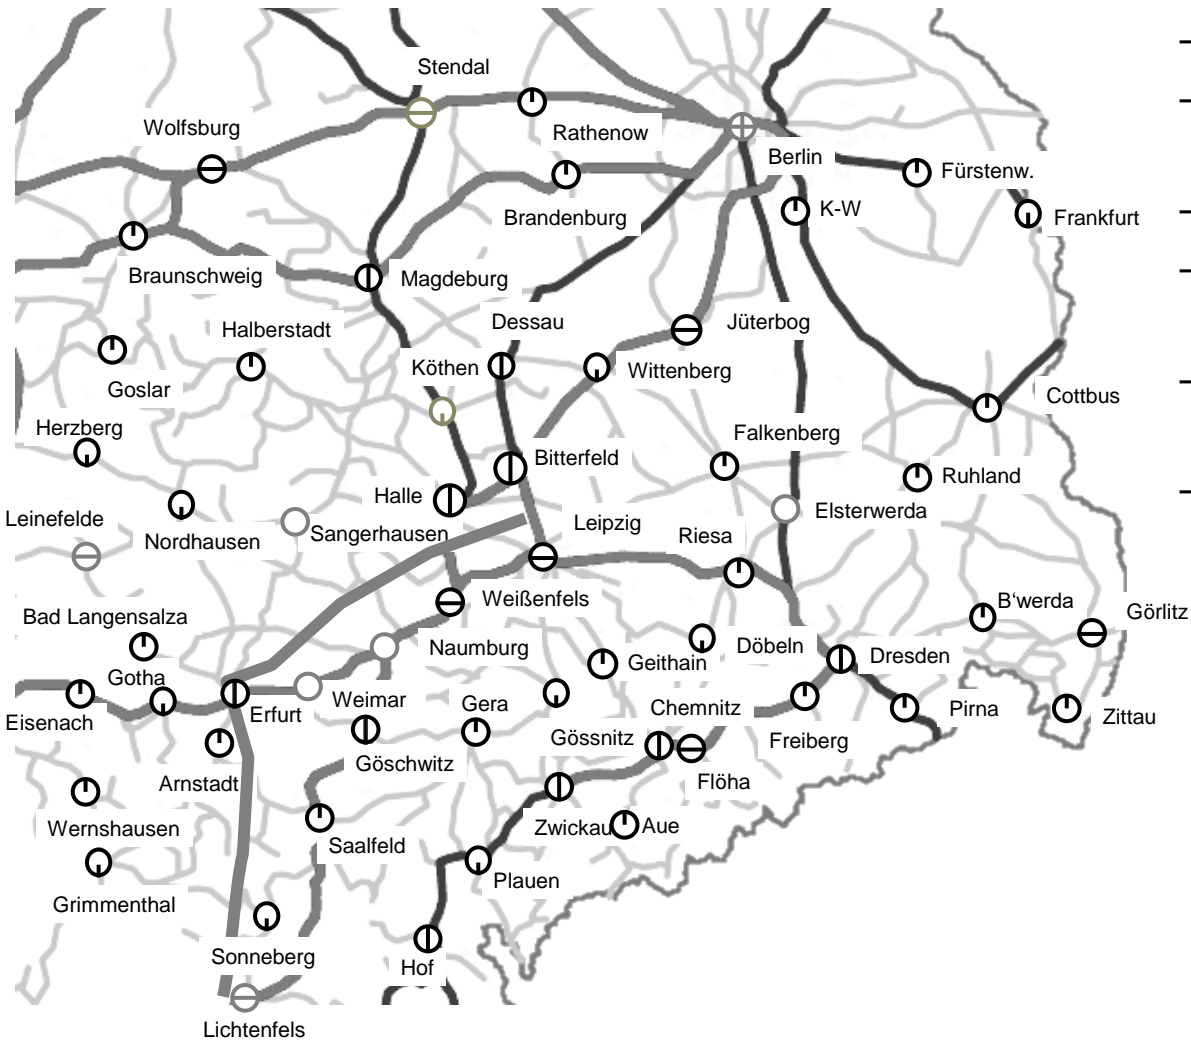 Stendal
Wolfsburg
Rathenow
Berlin
Fürstenw.
Brandenburg
K-W
Frankfurt
Braunschweig
Magdeburg
Halberstadt
Dessau
Jüterbog
Köthen
Wittenberg
Goslar
Cottbus
Herzberg
Falkenberg
Bitterfeld
Ruhland
Halle
Leinefelde
Elsterwerda
Leipzig
Sangerhausen
Riesa
Nordhausen
Weißenfels
B‘werda
Görlitz
Bad Langensalza
Naumburg
Döbeln
Dresden
Geithain
Gotha
Weimar
Gera
Chemnitz
Pirna
Erfurt
Zittau
Eisenach
Gössnitz
Freiberg
Göschwitz
Arnstadt
Flöha
Wernshausen
Zwickau
Aue
Saalfeld
Plauen
Grimmenthal
Sonneberg
Hof
Lichtenfels